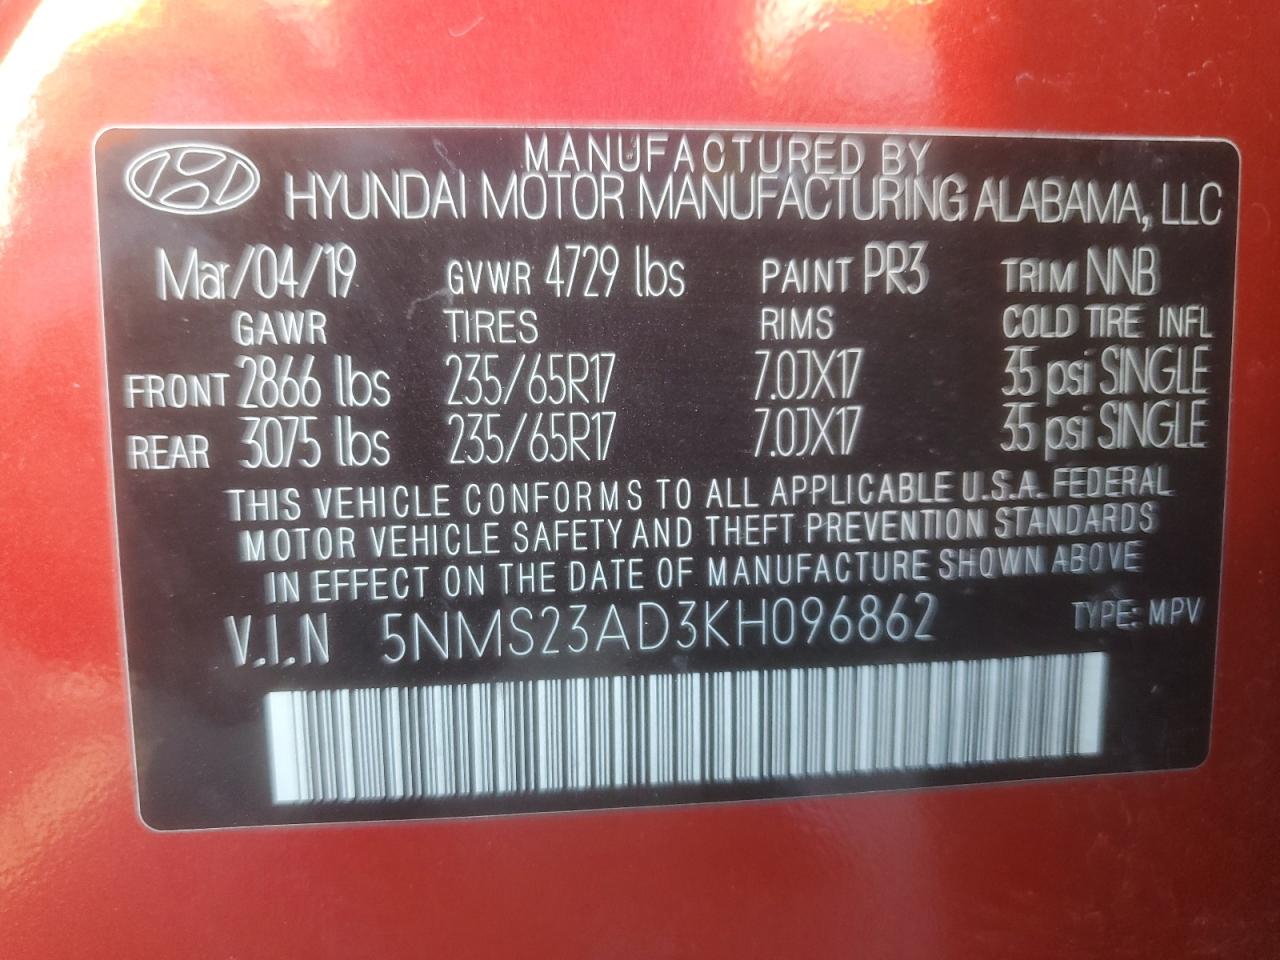 MANUFACTURED BY
HYUNDAI MOTOR MANUFACTURING ALABAMA, LLC
Mar/04/19 GVWR 4729 lbs PAINT PR3 TRIM NNB
GAWR TIRES RIMS COLD TIRE INFL
FRONT 2866 lbs 235/65R17 7.0JX17 35 psi SINGLE
REAR 3075 lbs 235/65R17 7.0JX17 35 psi SINGLE
THIS VEHICLE CONFORMS TO ALL APPLICABLE U.S.A. FEDERAL
MOTOR VEHICLE SAFETY AND THEFT PREVENTION STANDARDS
IN EFFECT ON THE DATE OF MANUFACTURE SHOWN ABOVE
V.I.N 5NMS23AD3KH096862 TYPE: MPV